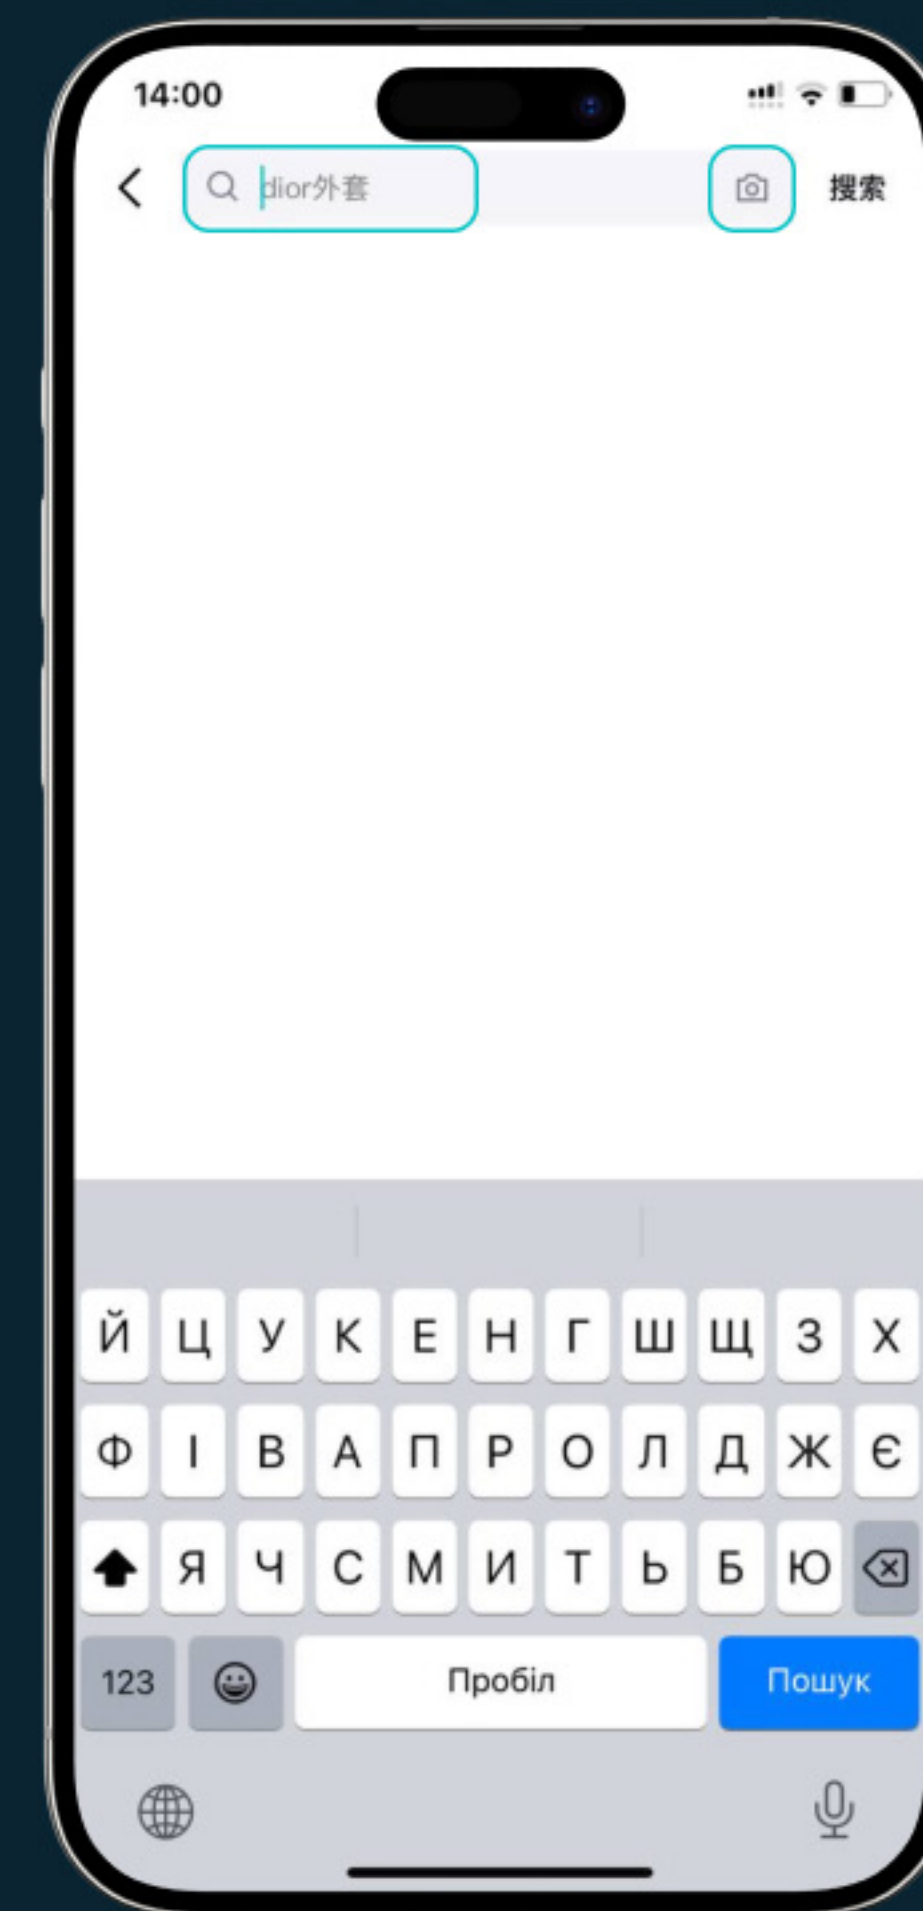 14:00
dior外套 搜索
Й Ц У К Е Н Г Ш Щ З Х
Ф І В А П Р О Л Д Ж Є
Я Ч С М И Т Ь Б Ю
123 Пробіл Пошук